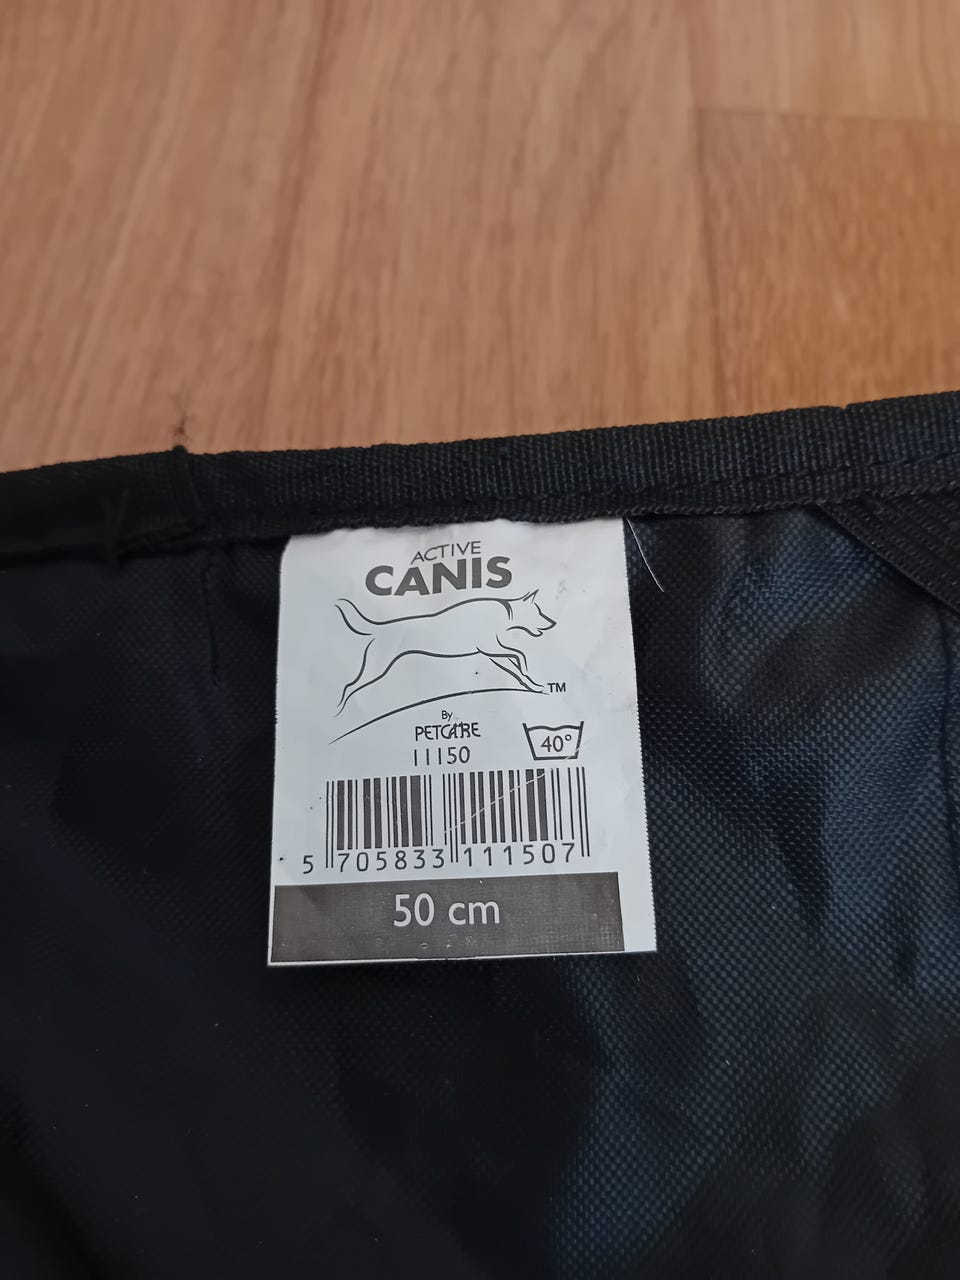 ACTIVE
CANIS
TM
By
PETCARE
11150
40°
5 705833 111507
50 cm